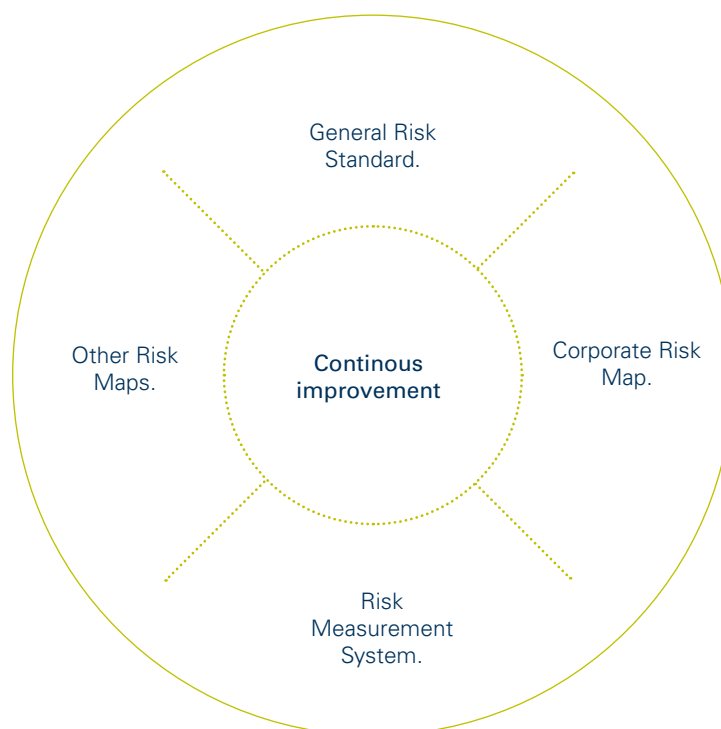 General Risk
Standard.
Other Risk
Maps.
Continous
improvement
Corporate Risk
Map.
Risk
Measurement
System.